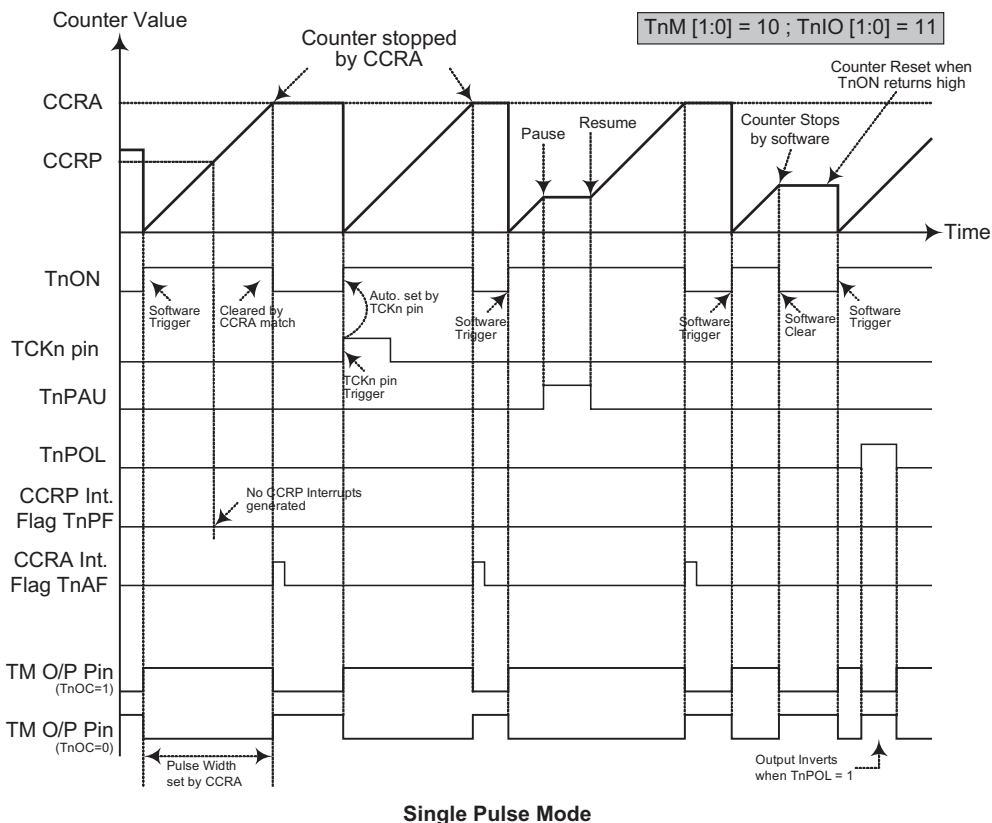 Counter Value
TnM [1:0] = 10 ; TnIO [1:0] = 11
Counter stopped
by CCRA
Counter Reset when
TnON returns high
CCRA
CCRP
Pause
Resume
Counter Stops
by software
Time
TnON
Software
Trigger
Cleared by
CCRA match
Auto. set by
TCKn pin
Software
Trigger
Software
Trigger
Software
Clear
Software
Trigger
TCKn pin
TCKn pin
Trigger
TnPAU
TnPOL
CCRP Int.
Flag TnPF
No CCRP Interrupts
generated
CCRA Int.
Flag TnAF
TM O/P Pin
(TnOC=1)
TM O/P Pin
(TnOC=0)
Pulse Width
set by CCRA
Output Inverts
when TnPOL = 1
Single Pulse Mode